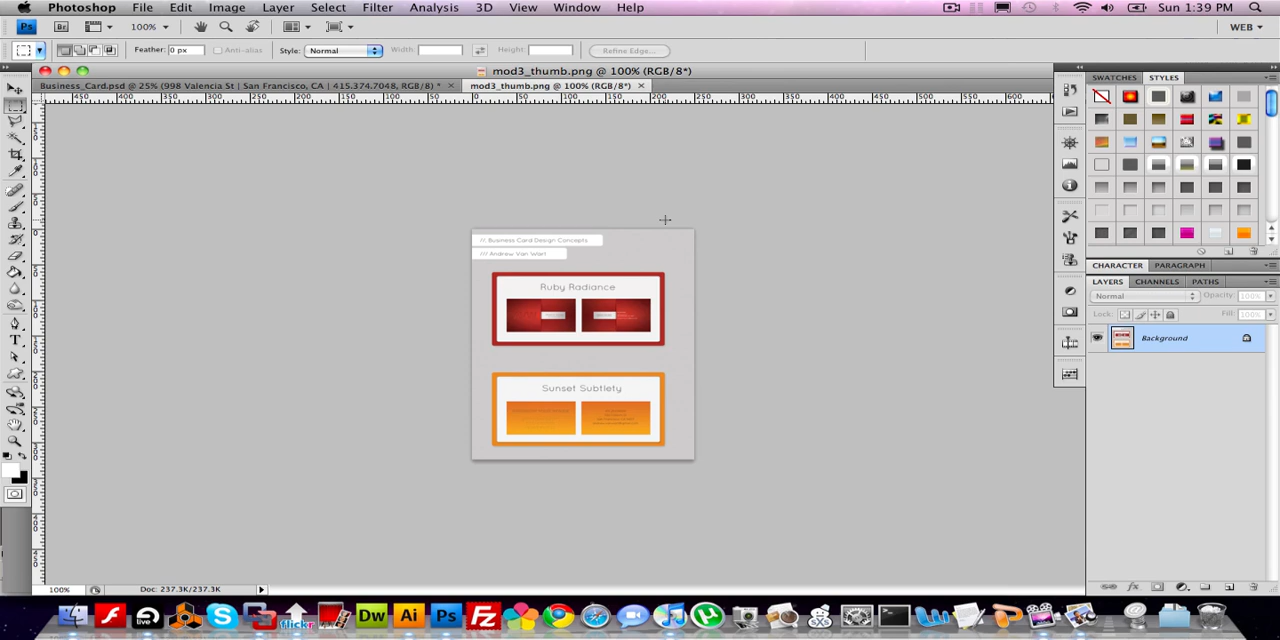 Photoshop File Edit Image Layer Select Filter Analysis 3D View Window Help Sun 1:39 PM
Ps Br 100% WEB
Feather: 0 px Anti-alias Style: Normal Width: Height: Refine Edge...
mod3_thumb.png @ 100% (RGB/8*)
Business_Card.psd @ 25% (998 Valencia St | San Francisco, CA | 415.374.7048, RGB/8) * mod3_thumb.png @ 100% (RGB/8*)
SWATCHES STYLES
// Business Card Design Concepts
/// Andrew Van Wart
Ruby Radiance
Sunset Subtlety
CHARACTER PARAGRAPH
LAYERS CHANNELS PATHS
Normal Opacity: 100%
Lock: Fill: 100%
Background
100% Doc: 237.3K/237.3K
flickr live Dw Ai Ps Fz